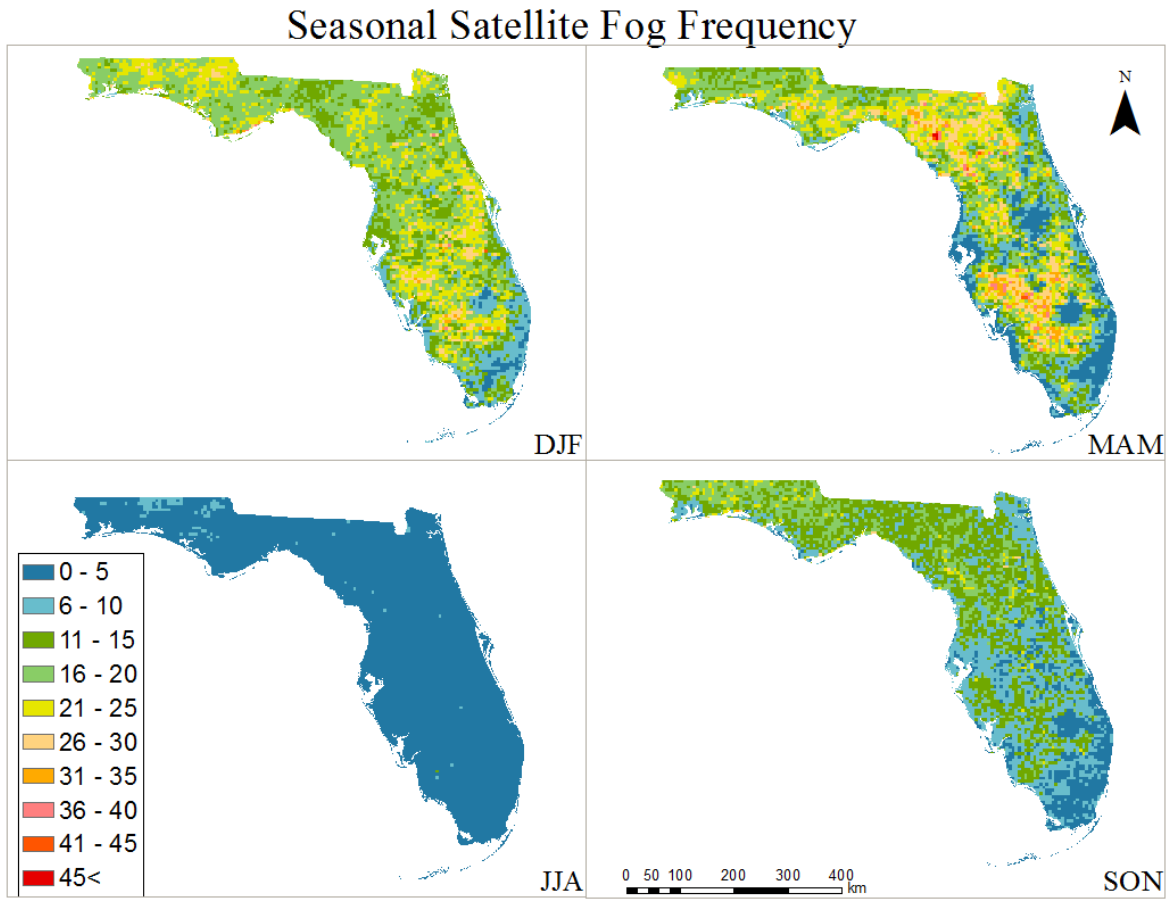 Seasonal Satellite Fog Frequency
N
DJF
MAM
0 - 5
6 - 10
11 - 15
16 - 20
21 - 25
26 - 30
31 - 35
36 - 40
41 - 45
45<
JJA
0 50 100 200 300 400
km
SON